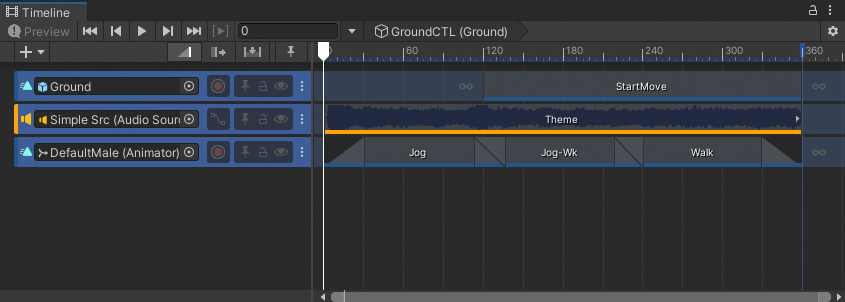 Timeline
Preview
0
GroundCTL (Ground)
0 60 120 180 240 300 360
Ground
StartMove
Simple Src (Audio Sour
Theme
DefaultMale (Animator)
Jog
Jog-Wk
Walk